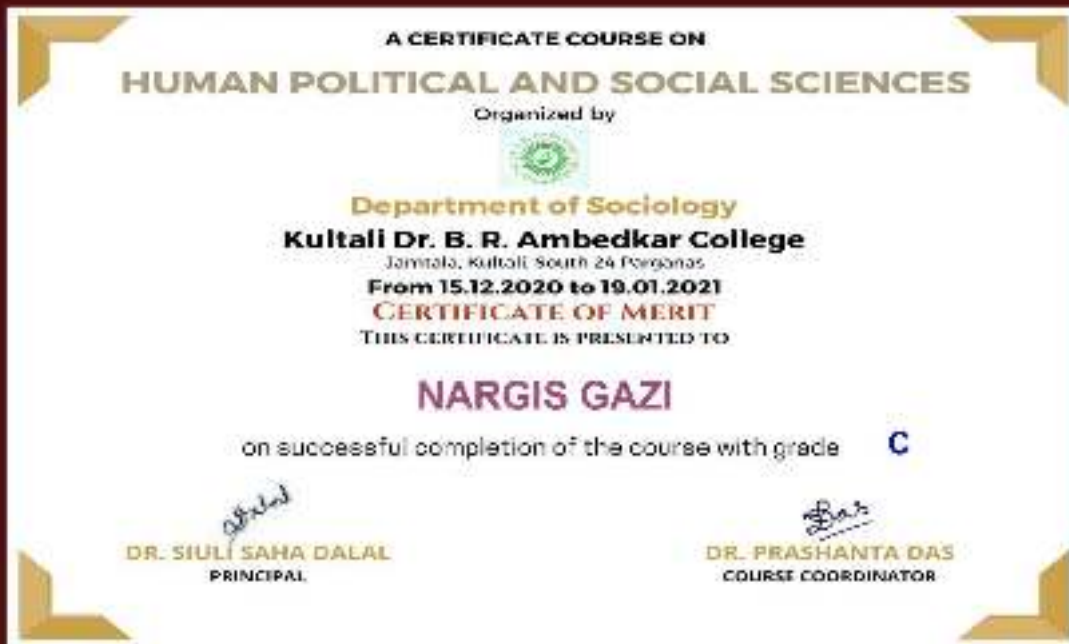 A CERTIFICATE COURSE ON
HUMAN POLITICAL AND SOCIAL SCIENCES
Organized by
Department of Sociology
Kultali Dr. B. R. Ambedkar College
Jamtala, Kultali South 24 Parganas
From 15.12.2020 to 19.01.2021
CERTIFICATE OF MERIT
THIS CERTIFICATE IS PRESENTED TO
NARGIS GAZI
on successful completion of the course with grade C
Das
DR. SIULI SAHA DALAL
DR. PRASHANTA DAS
PRINCIPAL
COURSE COORDINATOR